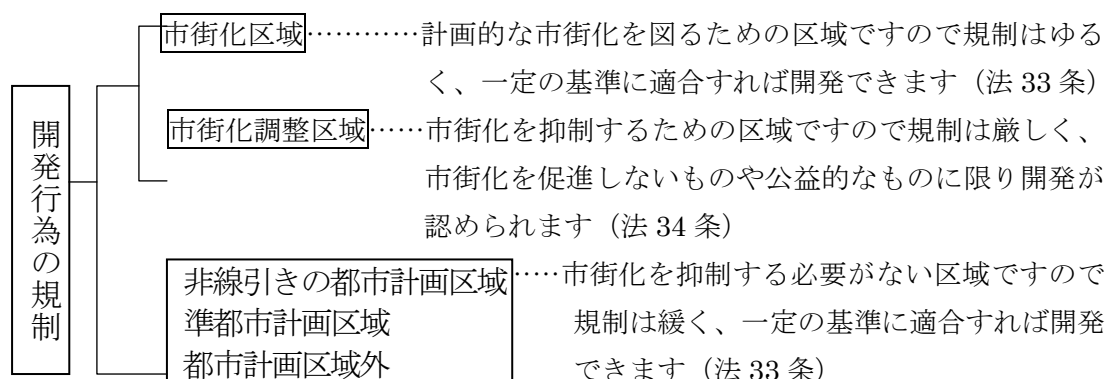 開発行為の規制
市街化区域…………計画的な市街化を図るための区域ですので規制はゆる
く、一定の基準に適合すれば開発できます（法 33 条）
市街化調整区域……市街化を抑制するための区域ですので規制は厳しく、
市街化を促進しないものや公益的なものに限り開発が
認められます（法 34 条）
非線引きの都市計画区域
準都市計画区域
都市計画区域外
‥‥市街化を抑制する必要がない区域ですので
規制は緩く、一定の基準に適合すれば開発
できます（法 33 条）